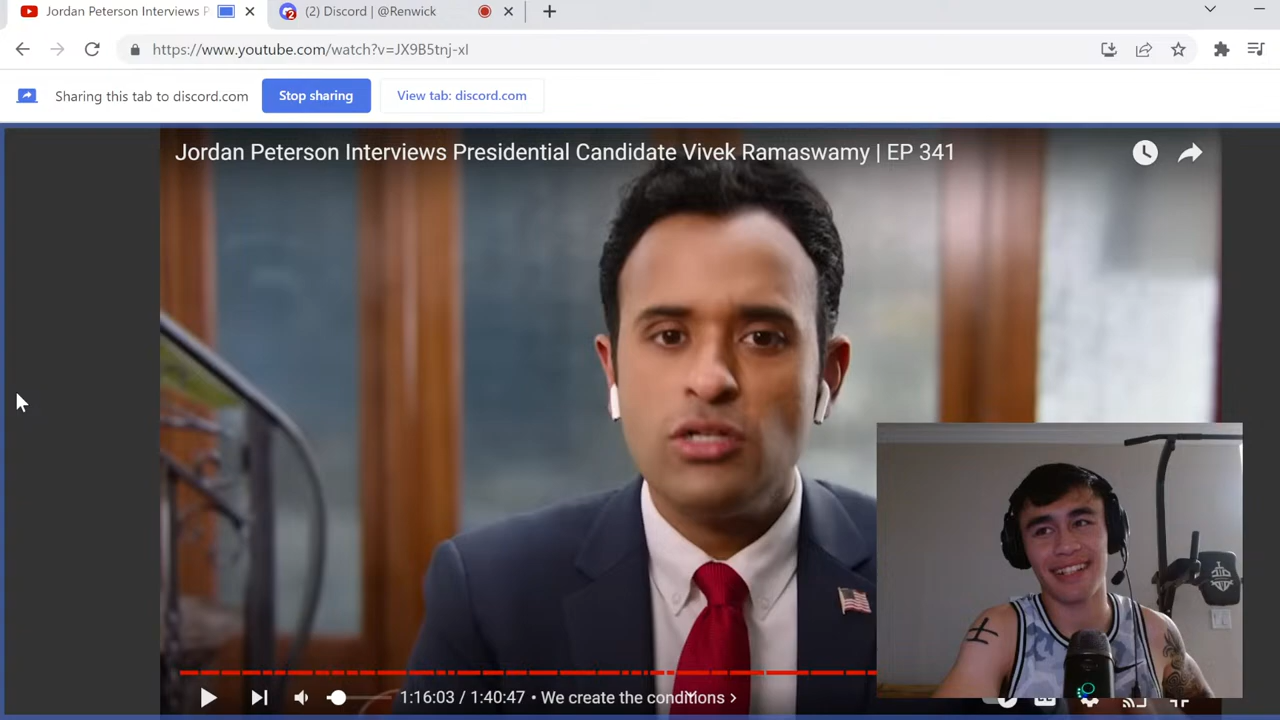 Jordan Peterson Interviews P
(2) Discord | @Renwick
https://www.youtube.com/watch?v=JX9B5tnj-xI
Sharing this tab to discord.com
Stop sharing
View tab: discord.com
Jordan Peterson Interviews Presidential Candidate Vivek Ramaswamy | EP 341
1:16:03 / 1:40:47 • We create the conditions >